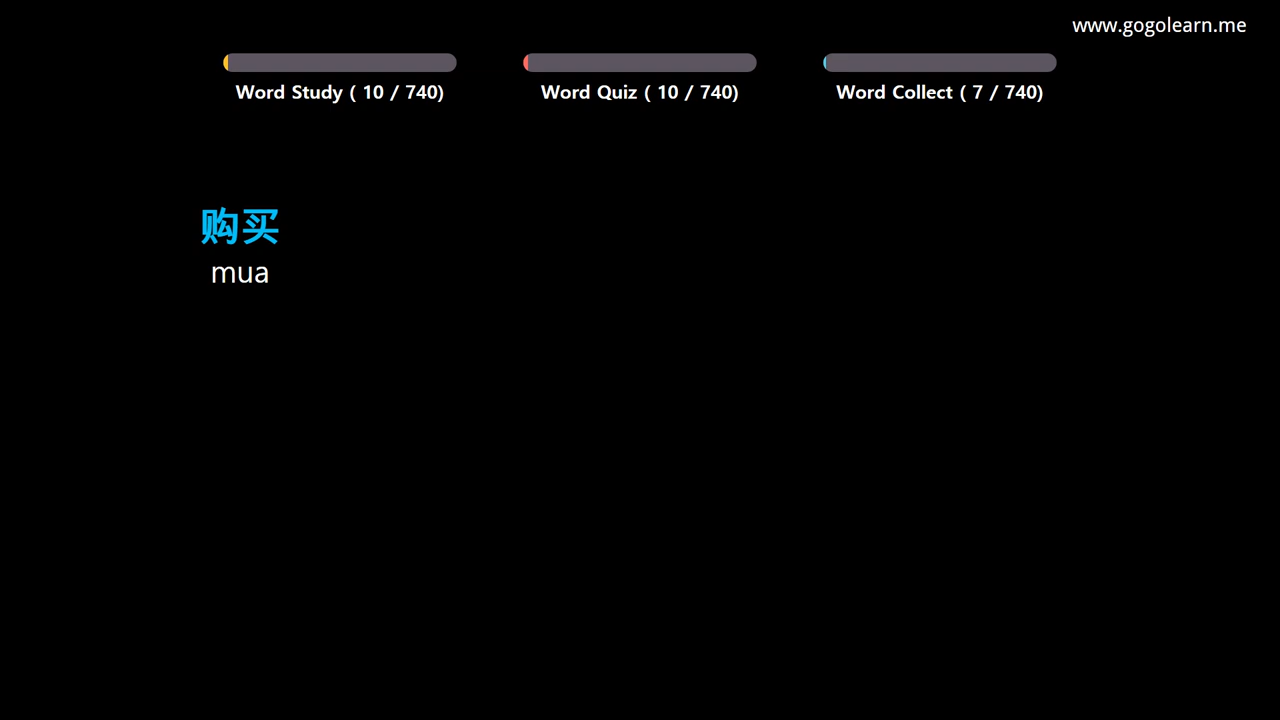 www.gogolearn.me
Word Study ( 10 / 740)
Word Quiz ( 10 / 740)
Word Collect ( 7 / 740)
购买
mua